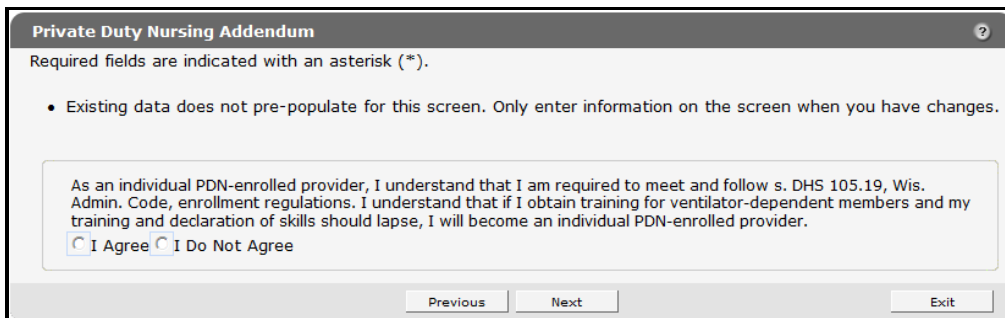 Private Duty Nursing Addendum ?
Required fields are indicated with an asterisk (*).
• Existing data does not pre-populate for this screen. Only enter information on the screen when you have changes.
As an individual PDN-enrolled provider, I understand that I am required to meet and follow s. DHS 105.19, Wis.
Admin. Code, enrollment regulations. I understand that if I obtain training for ventilator-dependent members and my
training and declaration of skills should lapse, I will become an individual PDN-enrolled provider.
I Agree I Do Not Agree
Previous Next Exit